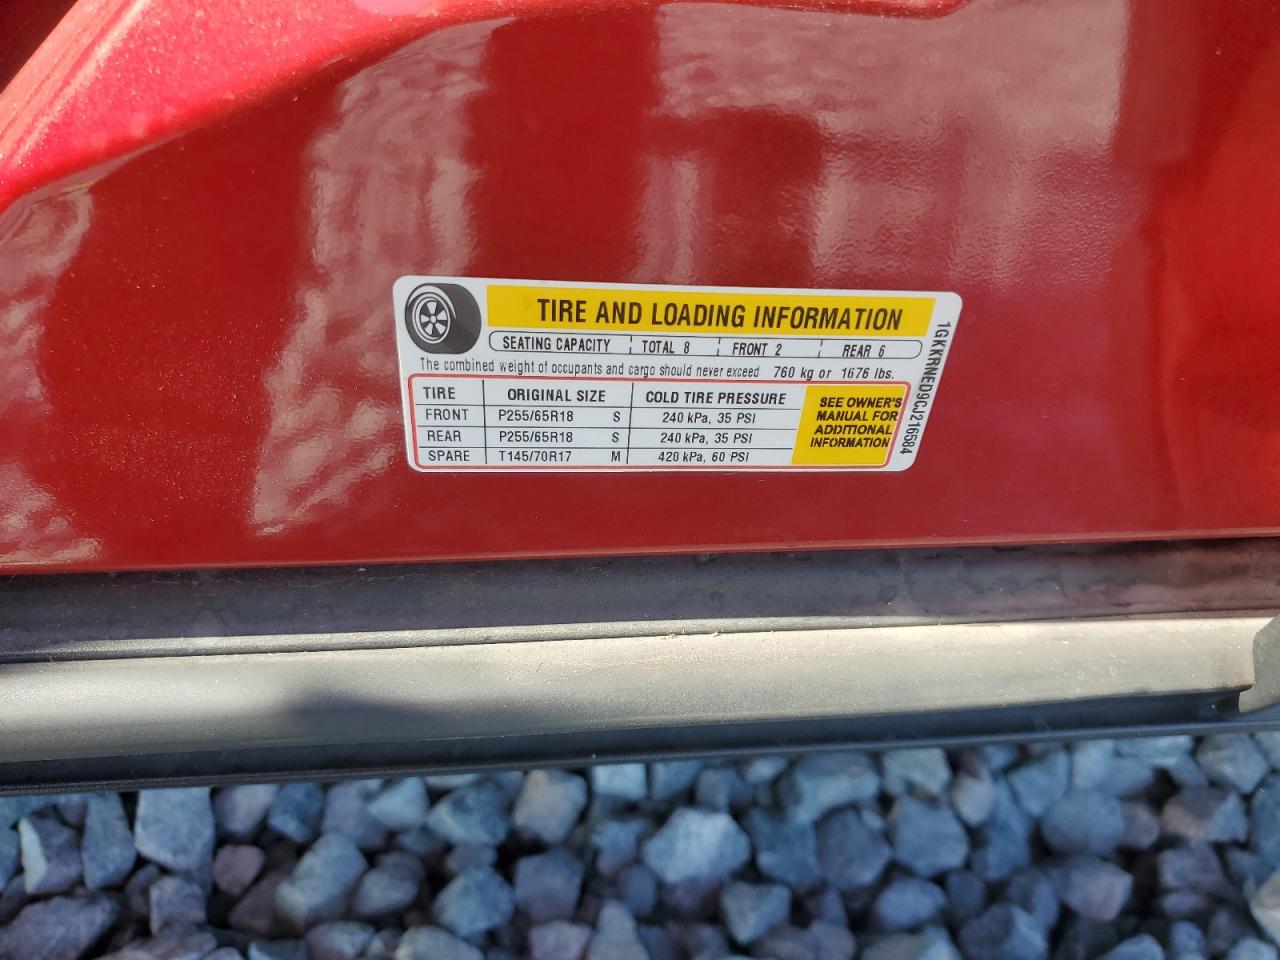 TIRE AND LOADING INFORMATION
SEATING CAPACITY TOTAL 8 FRONT 2 REAR 6
The combined weight of occupants and cargo should never exceed 760 kg or 1676 lbs.
TIRE ORIGINAL SIZE COLD TIRE PRESSURE
FRONT P255/65R18 S 240 kPa, 35 PSI
REAR P255/65R18 S 240 kPa, 35 PSI
SPARE T145/70R17 M 420 kPa, 60 PSI
SEE OWNER'S
MANUAL FOR
ADDITIONAL
INFORMATION
1GKKRNED9CJ216584